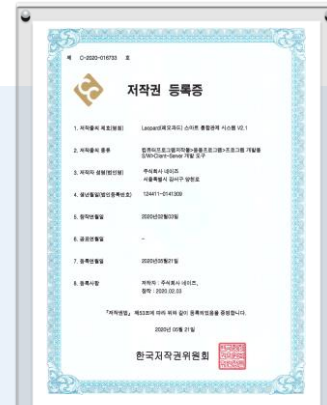 제 C-2020-016703 호
저작권 등록증
1. 저작물의 제호(명칭) Leopard(레오파드) 스마트 통합관제 시스템 V2.1
2. 저작물의 종류 컴퓨터프로그램저작물>응용프로그램>프로그램 개발용
S/W>Client-Server 개발 도구
3. 저작자 성명(법인명) 주식회사 네이즈
서울특별시 강서구 양천로
4. 생년월일(법인등록번호) 124411-0141309
5. 창작연월일 2020년02월03일
6. 공표연월일 -
7. 등록연월일 2020년05월21일
8. 등록사항 저작자 : 주식회사 네이즈,
창작 : 2020.02.03
「저작권법」 제53조에 따라 위와 같이 등록되었음을 증명합니다.
2020년 05월 21일
한국저작권위원회